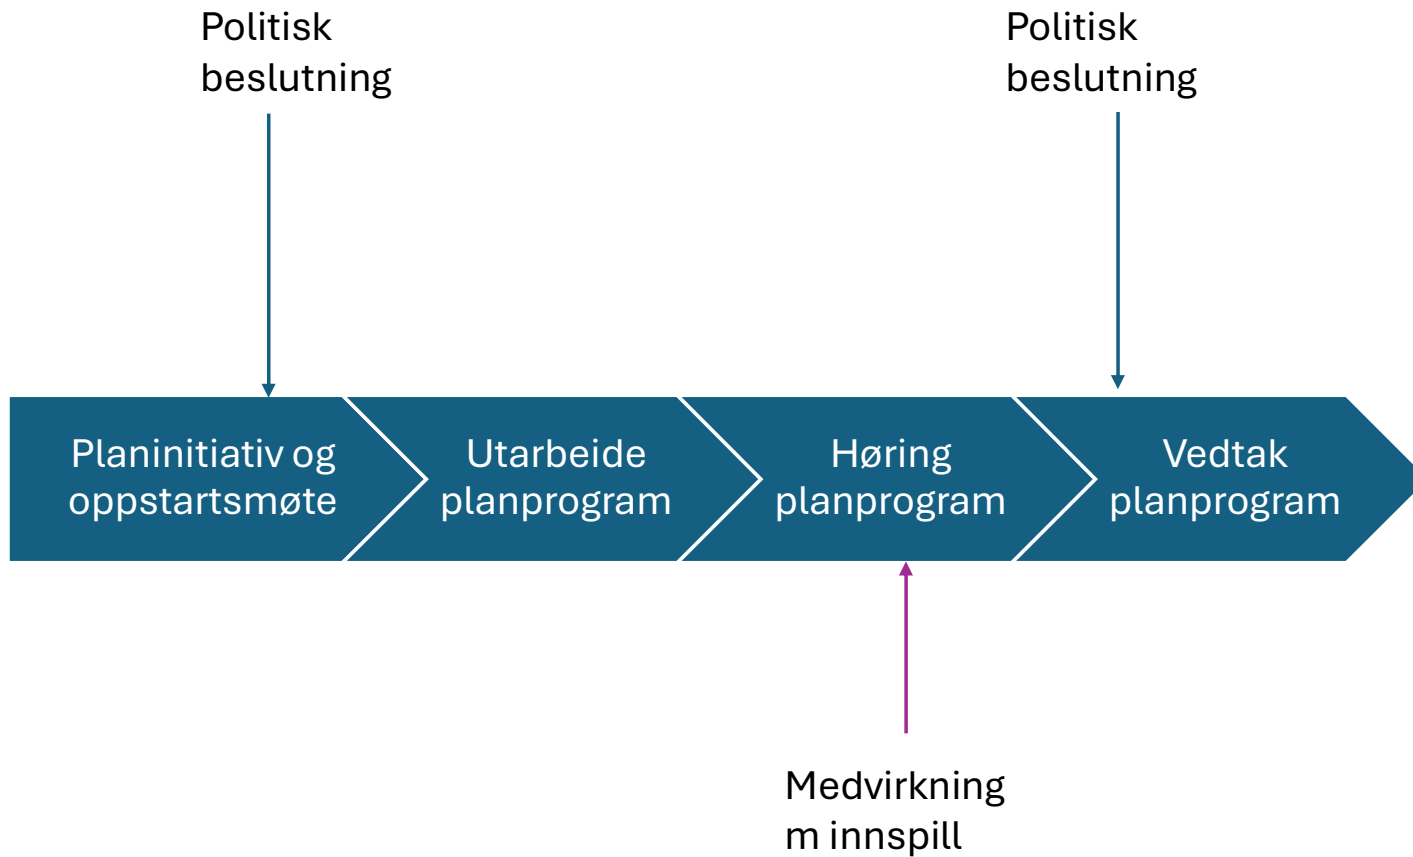 Politisk
beslutning
Politisk
beslutning
Planinitiativ og
oppstartsmøte
Utarbeide
planprogram
Høring
planprogram
Vedtak
planprogram
Medvirkning
m innspill